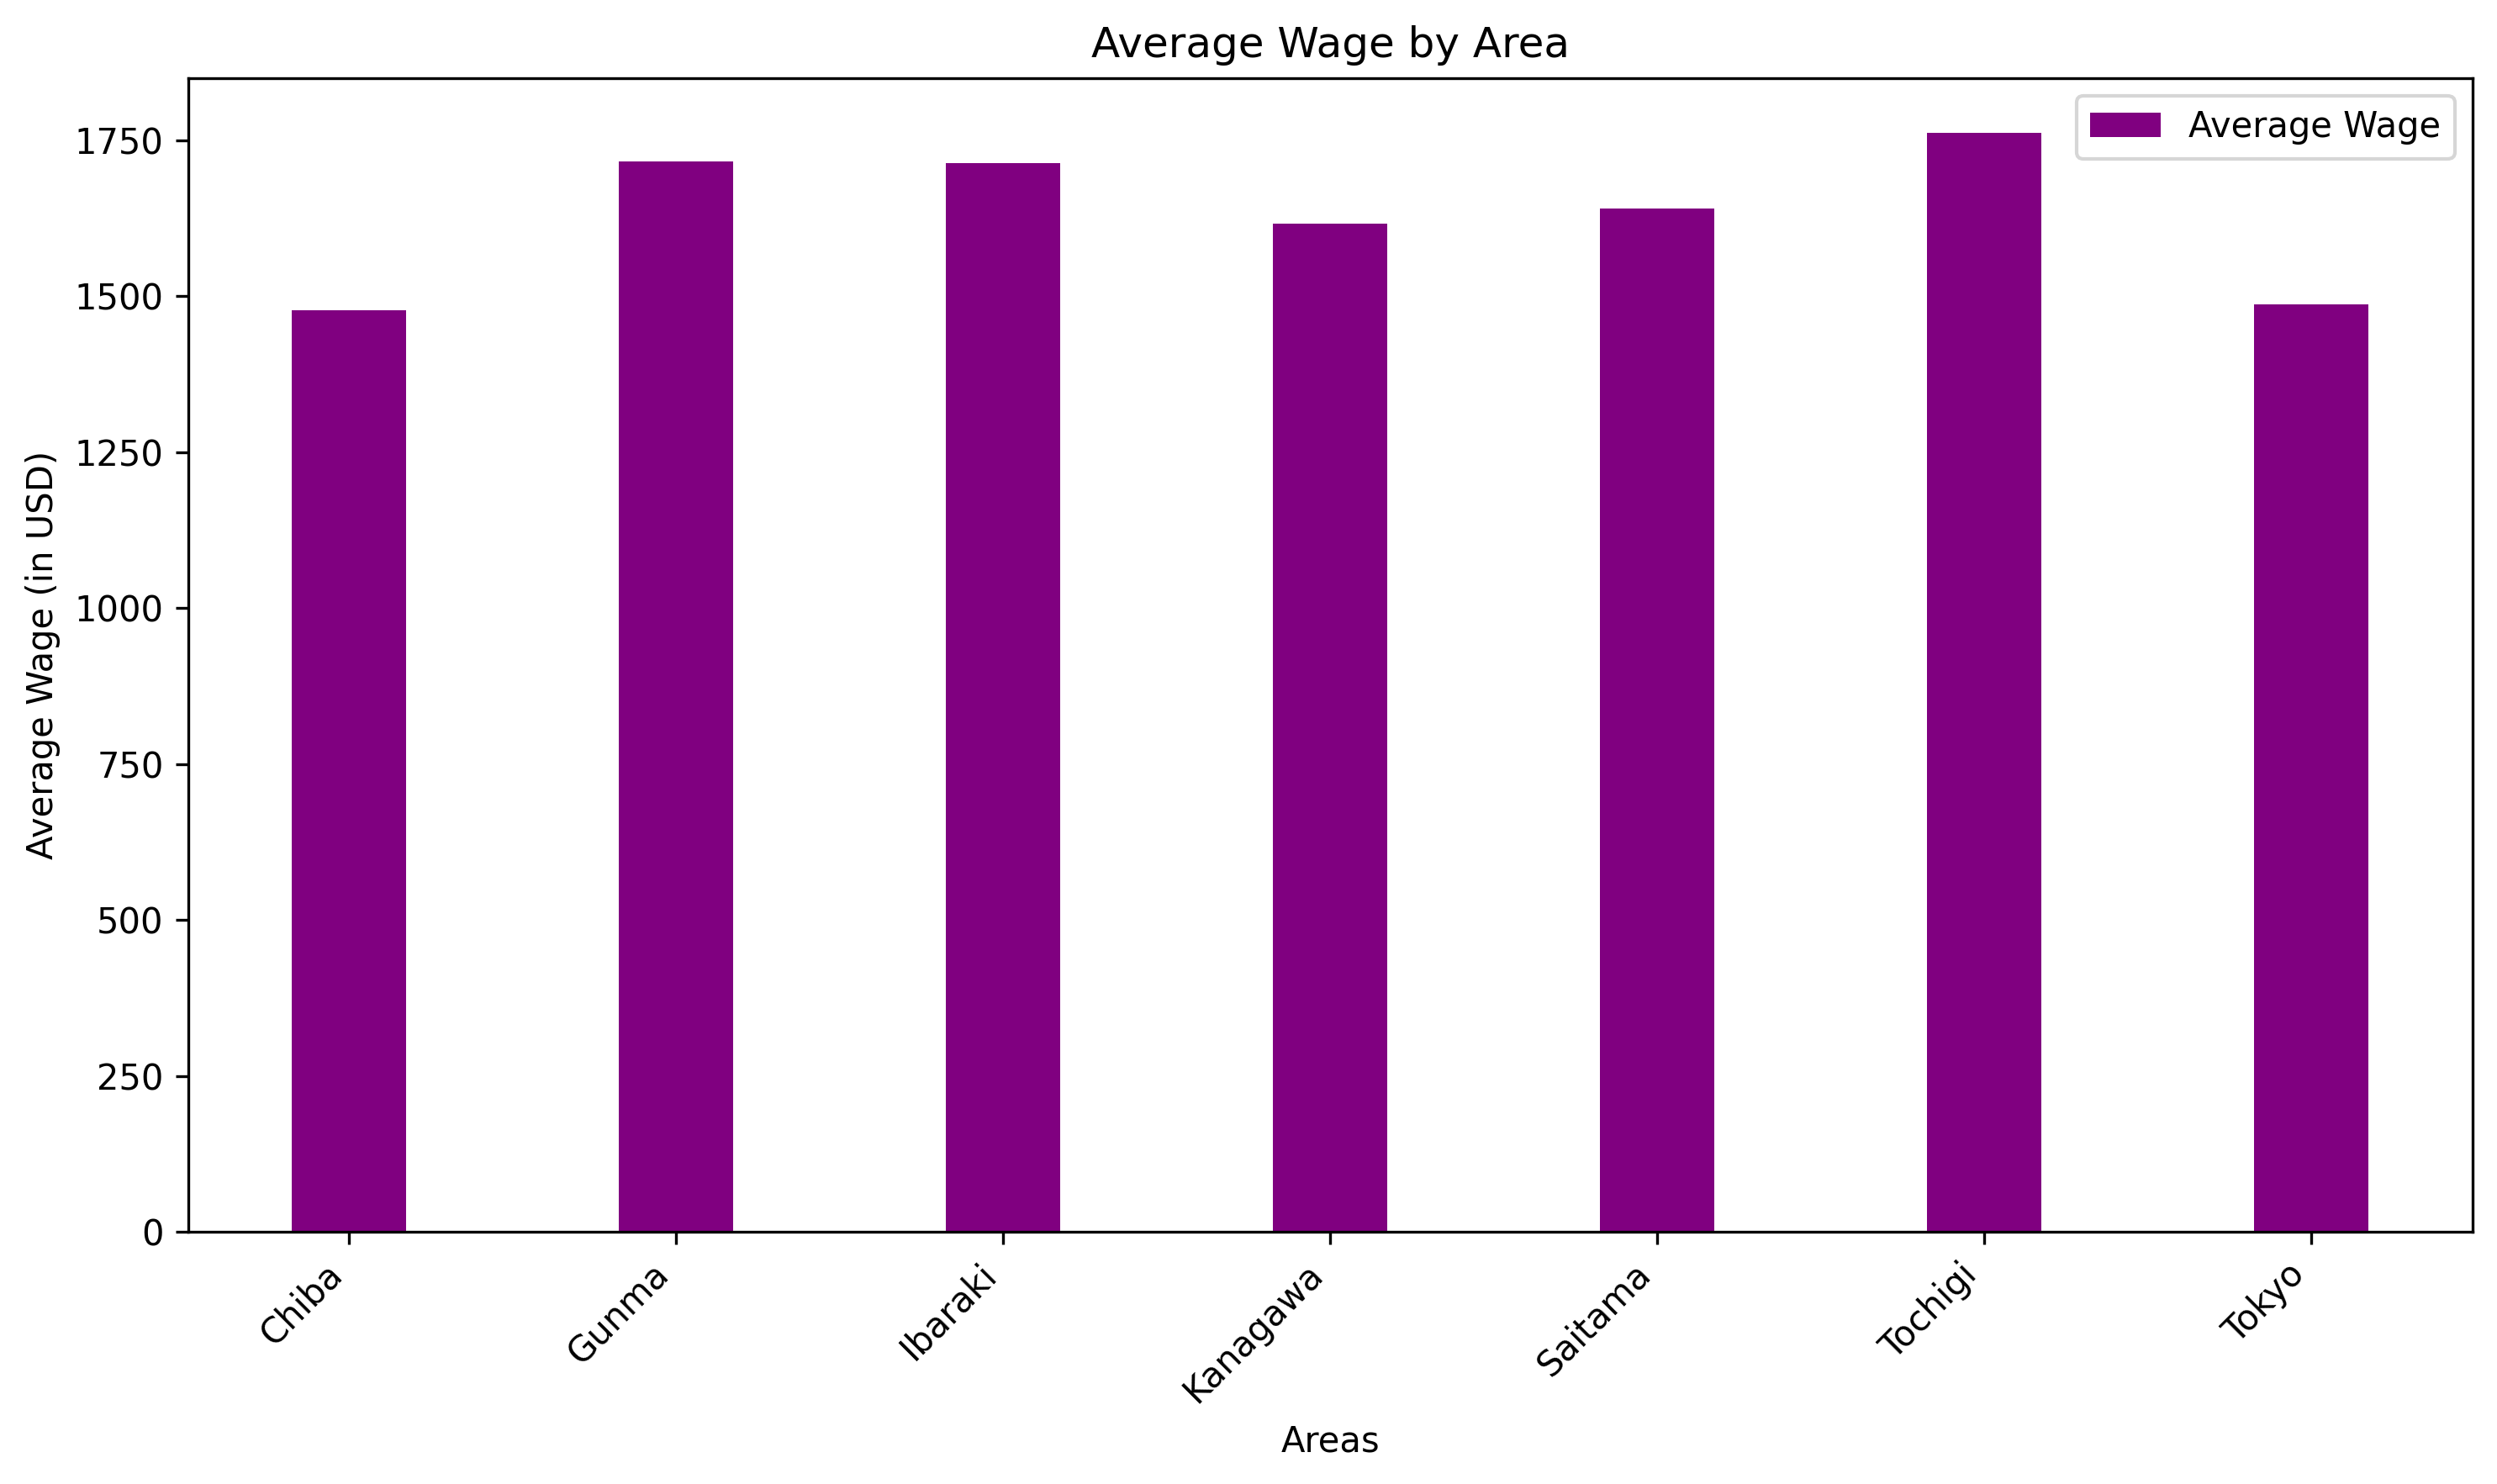 Average Wage by Area
Average Wage
1750
1500
1250
1000
750
500
250
0
Average Wage (in USD)
Chiba
Gunma
Ibaraki
Kanagawa
Saitama
Tochigi
Tokyo
Areas